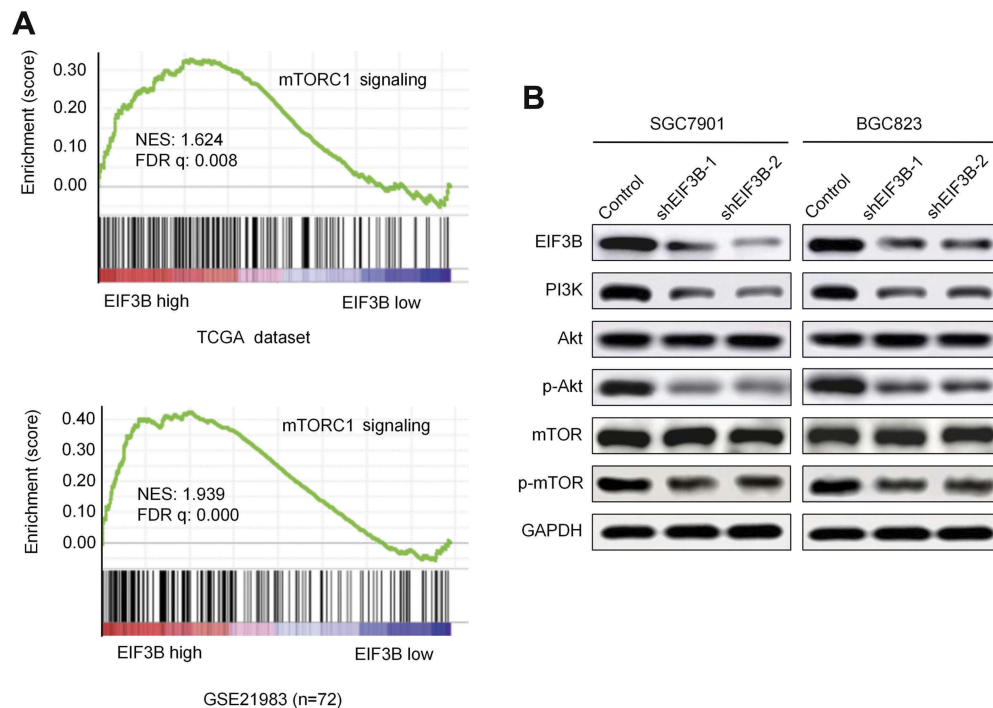 A
Enrichment (score)
0.30
0.20
0.10
0.00
mTORC1 signaling
NES: 1.624
FDR q: 0.008
EIF3B high
EIF3B low
TCGA dataset
Enrichment (score)
0.40
0.30
0.20
0.10
0.00
mTORC1 signaling
NES: 1.939
FDR q: 0.000
EIF3B high
EIF3B low
GSE21983 (n=72)
B
SGC7901
BGC823
Control
shEIF3B-1
shEIF3B-2
Control
shEIF3B-1
shEIF3B-2
EIF3B
PI3K
Akt
p-Akt
mTOR
p-mTOR
GAPDH